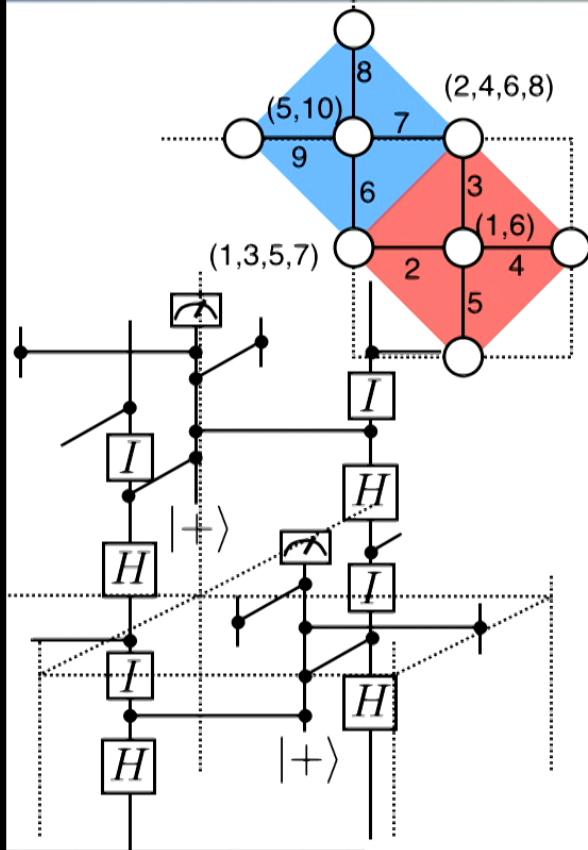 8
(2,4,6,8)
(5,10)
7
9
6
3
(1,6)
(1,3,5,7)
2
4
5
I
I
H
|+⟩
H
I
I
H
|+⟩
H